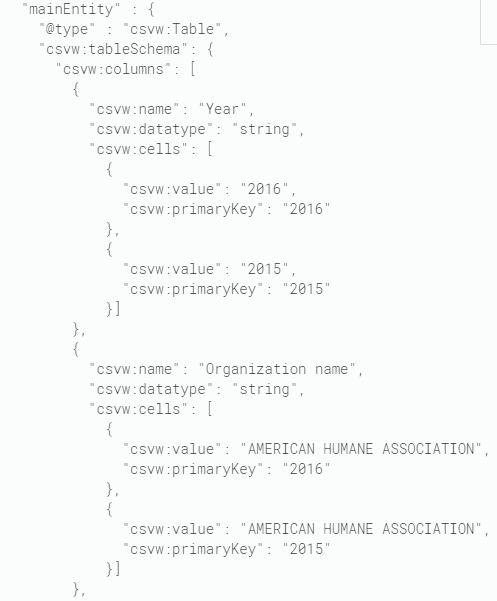 "mainEntity" : {
"@type" : "csvw:Table",
"csvw:tableSchema": {
"csvw:columns": [
{
"csvw:name": "Year",
"csvw:datatype": "string",
"csvw:cells": [
{
"csvw:value": "2016",
"csvw:primaryKey": "2016"
},
{
"csvw:value": "2015",
"csvw:primaryKey": "2015"
}]
},
{
"csvw:name": "Organization name",
"csvw:datatype": "string",
"csvw:cells": [
{
"csvw:value": "AMERICAN HUMANE ASSOCIATION",
"csvw:primaryKey": "2016"
},
{
"csvw:value": "AMERICAN HUMANE ASSOCIATION",
"csvw:primaryKey": "2015"
}]
},